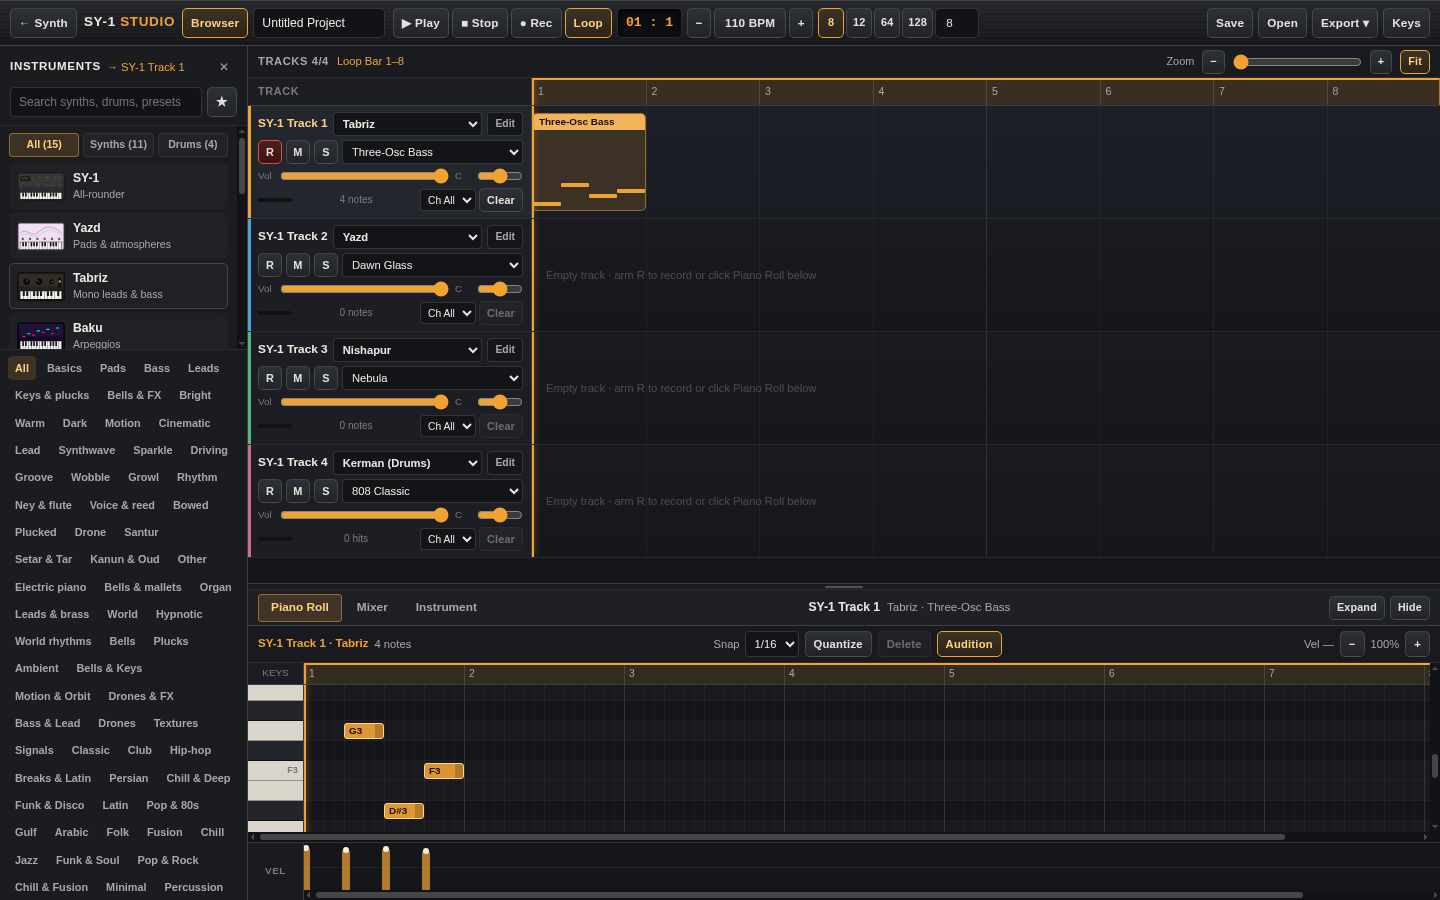 ← Synth SY-1 STUDIO Browser Untitled Project ▶ Play ■ Stop ● Rec Loop 01 : 1 − 110 BPM + 8 12 64 128 8 Save Open Export ▾ Keys
INSTRUMENTS → SY-1 Track 1 ✕
Search synths, drums, presets ★
All (15) Synths (11) Drums (4)
SY-1
All-rounder
Yazd
Pads & atmospheres
Tabriz
Mono leads & bass
Baku
Arpeggios
All Basics Pads Bass Leads
Keys & plucks Bells & FX Bright
Warm Dark Motion Cinematic
Lead Synthwave Sparkle Driving
Groove Wobble Growl Rhythm
Ney & flute Voice & reed Bowed
Plucked Drone Santur
Setar & Tar Kanun & Oud Other
Electric piano Bells & mallets Organ
Leads & brass World Hypnotic
World rhythms Bells Plucks
Ambient Bells & Keys
Motion & Orbit Drones & FX
Bass & Lead Drones Textures
Signals Classic Club Hip-hop
Breaks & Latin Persian Chill & Deep
Funk & Disco Latin Pop & 80s
Gulf Arabic Folk Fusion Chill
Jazz Funk & Soul Pop & Rock
Chill & Fusion Minimal Percussion
TRACKS 4/4 Loop Bar 1–8 Zoom − + Fit
TRACK 1 2 3 4 5 6 7 8
SY-1 Track 1 Tabriz Edit
R M S Three-Osc Bass
Vol C
4 notes Ch All Clear
Three-Osc Bass
SY-1 Track 2 Yazd Edit
R M S Dawn Glass
Vol C
0 notes Ch All Clear
Empty track · arm R to record or click Piano Roll below
SY-1 Track 3 Nishapur Edit
R M S Nebula
Vol C
0 notes Ch All Clear
Empty track · arm R to record or click Piano Roll below
SY-1 Track 4 Kerman (Drums) Edit
R M S 808 Classic
Vol C
0 hits Ch All Clear
Empty track · arm R to record or click Piano Roll below
Piano Roll Mixer Instrument SY-1 Track 1 Tabriz · Three-Osc Bass Expand Hide
SY-1 Track 1 · Tabriz 4 notes Snap 1/16 Quantize Delete Audition Vel — − 100% +
KEYS 1 2 3 4 5 6 7
G3
F3 F3
D#3
VEL